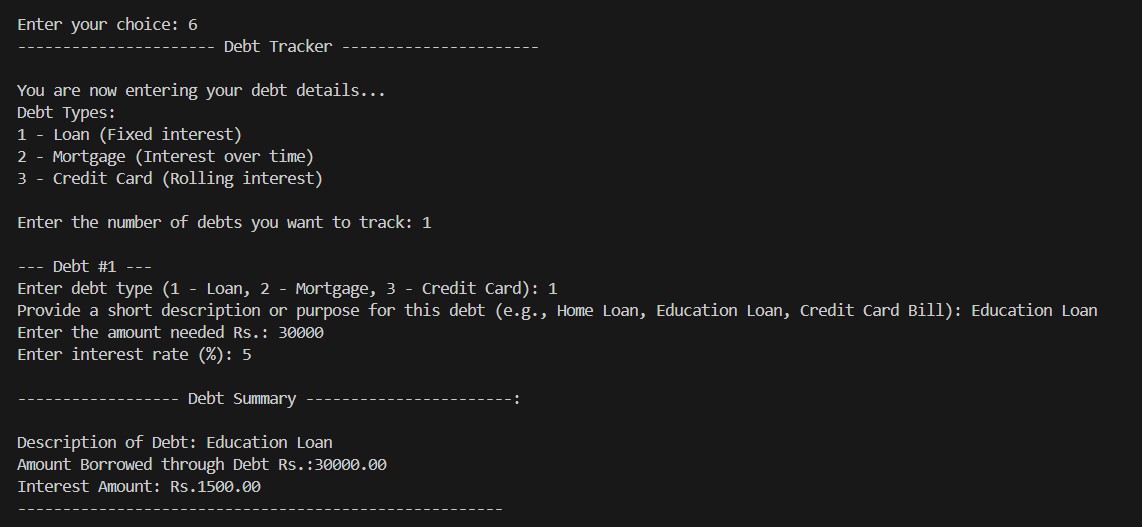 Enter your choice: 6
---------------------- Debt Tracker ----------------------
You are now entering your debt details...
Debt Types:
1 - Loan (Fixed interest)
2 - Mortgage (Interest over time)
3 - Credit Card (Rolling interest)
Enter the number of debts you want to track: 1
--- Debt #1 ---
Enter debt type (1 - Loan, 2 - Mortgage, 3 - Credit Card): 1
Provide a short description or purpose for this debt (e.g., Home Loan, Education Loan, Credit Card Bill): Education Loan
Enter the amount needed Rs.: 30000
Enter interest rate (%): 5
------------------ Debt Summary -----------------------:
Description of Debt: Education Loan
Amount Borrowed through Debt Rs.:30000.00
Interest Amount: Rs.1500.00
------------------------------------------------------